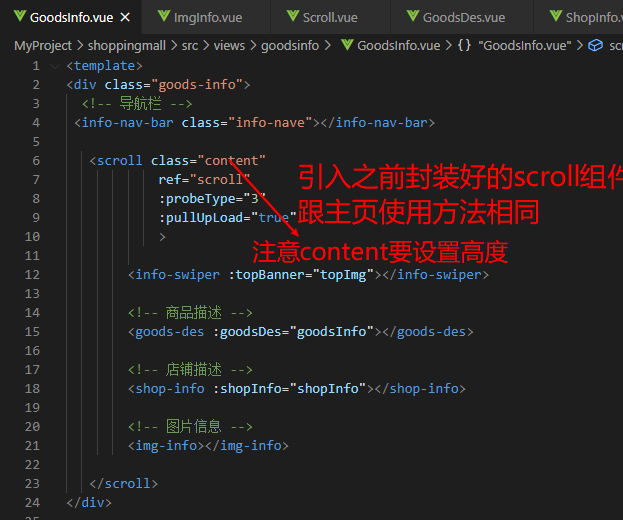 GoodsInfo.vue ✕ ImgInfo.vue Scroll.vue GoodsDes.vue ShopInfo.v
MyProject > shoppingmall > src > views > goodsinfo > GoodsInfo.vue > {} "GoodsInfo.vue" > scr
1 <template>
2 <div class="goods-info">
3 <!-- 导航栏 -->
4 <info-nav-bar class="info-nave"></info-nav-bar>
5
6 <scroll class="content"
7 ref="scroll"
8 :probeType="3"
9 :pullUpLoad="true"
10 >
引入之前封装好的scroll组件
跟主页使用方法相同
注意content要设置高度
11
12 <info-swiper :topBanner="topImg"></info-swiper>
13
14 <!-- 商品描述 -->
15 <goods-des :goodsDes="goodsInfo"></goods-des>
16
17 <!-- 店铺描述 -->
18 <shop-info :shopInfo="shopInfo"></shop-info>
19
20 <!-- 图片信息 -->
21 <img-info></img-info>
22
23 </scroll>
24 </div>